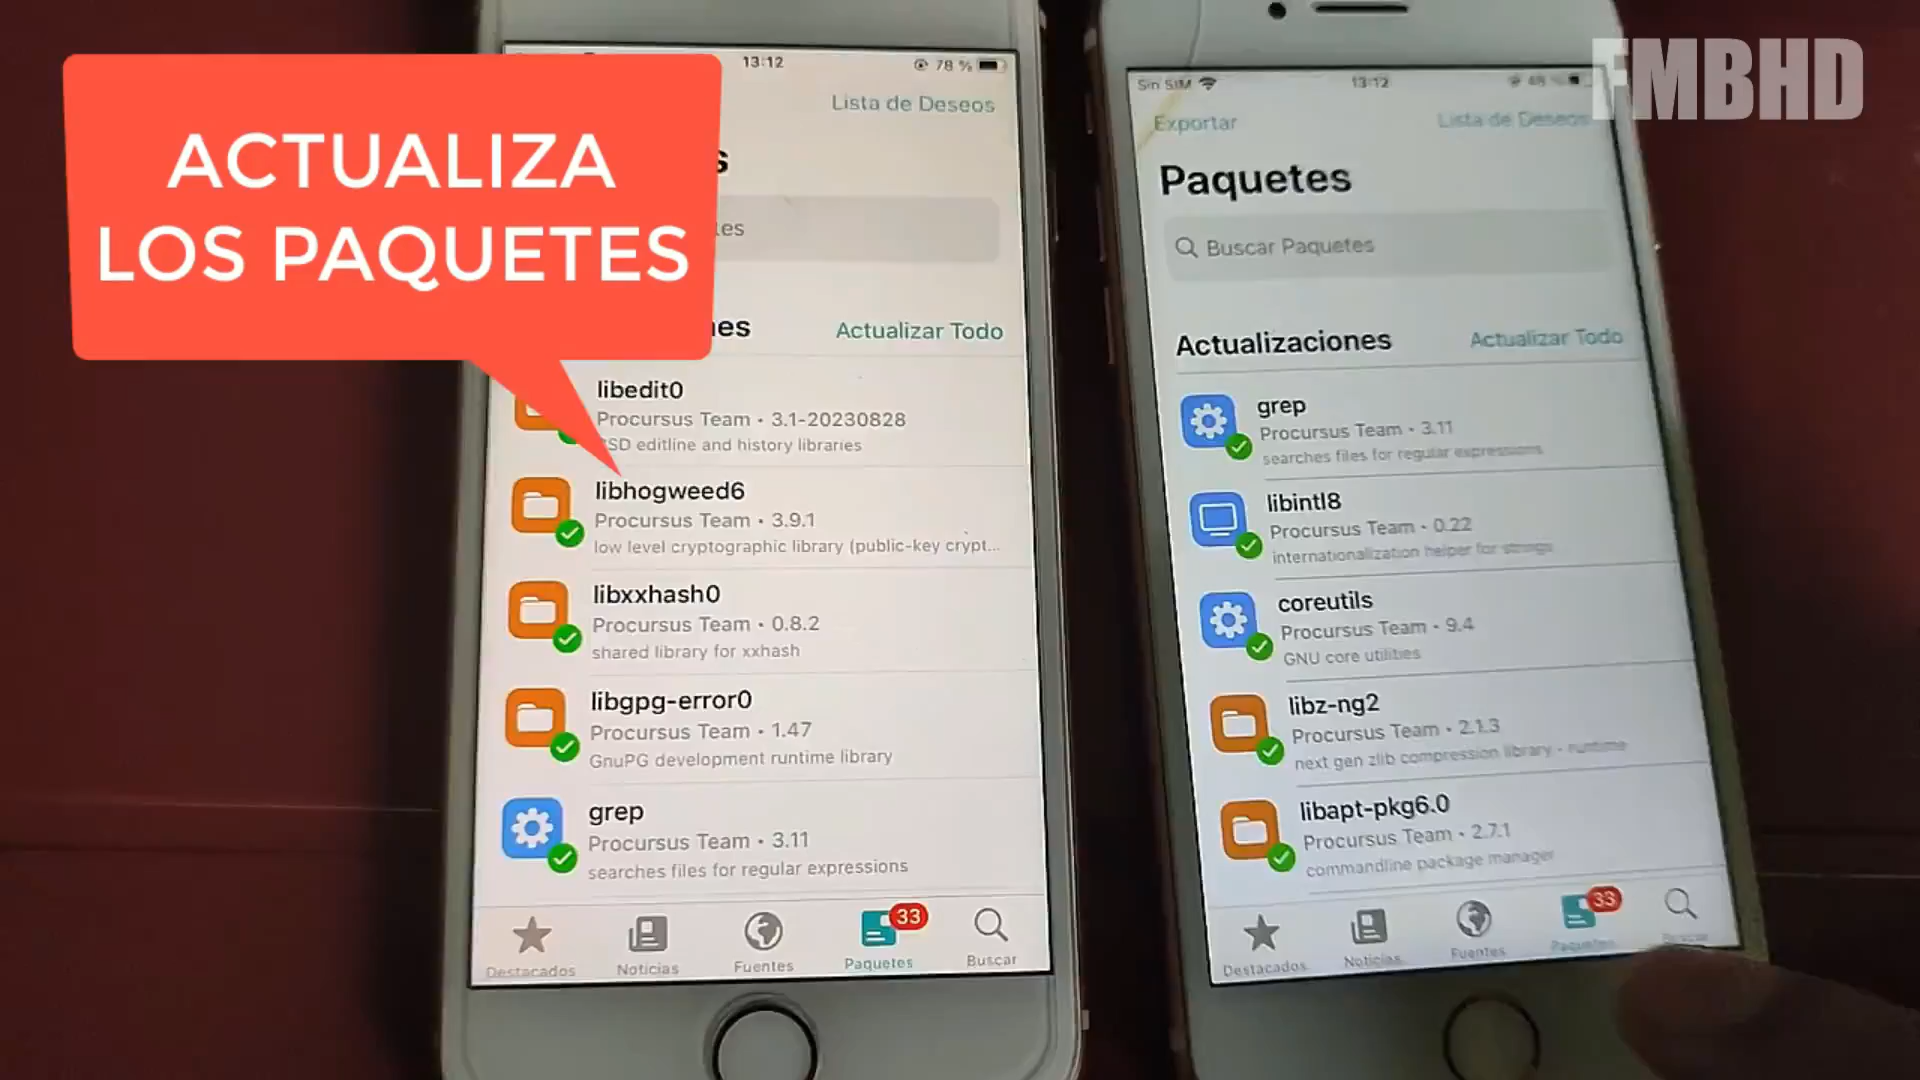 ACTUALIZA
LOS PAQUETES
FMBHD
13:12
78 %
Lista de Deseos
s
tes
nes
Actualizar Todo
libedit0
Procursus Team • 3.1-20230828
SD editline and history libraries
libhogweed6
Procursus Team • 3.9.1
low level cryptographic library (public-key crypt...
libxxhash0
Procursus Team • 0.8.2
shared library for xxhash
libgpg-error0
Procursus Team • 1.47
GnuPG development runtime library
grep
Procursus Team • 3.11
searches files for regular expressions
33
Destacados
Noticias
Fuentes
Paquetes
Buscar
Sin SIM
13:12
Exportar
Lista de Deseos
Paquetes
Buscar Paquetes
Actualizaciones
Actualizar Todo
grep
Procursus Team • 3.11
searches files for regular expressions
libintl8
Procursus Team • 0.22
internationalization helper for strings
coreutils
Procursus Team • 9.4
GNU core utilities
libz-ng2
Procursus Team • 2.1.3
next gen zlib compression library - runtime
libapt-pkg6.0
Procursus Team • 2.7.1
commandline package manager
33
Destacados
Noticias
Fuentes
Paquetes
Buscar